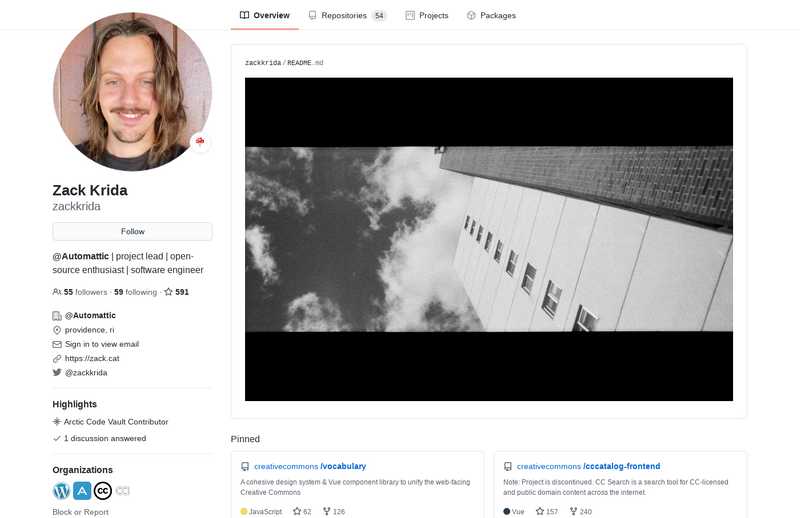 Overview
Repositories 54
Projects
Packages
zackkrida / README.md
Zack Krida
zackkrida
Follow
@Automattic | project lead | open-
source enthusiast | software engineer
55 followers · 59 following · 591
@Automattic
providence, ri
Sign in to view email
https://zack.cat
@zackkrida
Highlights
Arctic Code Vault Contributor
1 discussion answered
Organizations
Block or Report
Pinned
creativecommons /vocabulary
A cohesive design system & Vue component library to unify the web-facing
Creative Commons
JavaScript 62 126
creativecommons /cccatalog-frontend
Note: Project is discontinued. CC Search is a search tool for CC-licensed
and public domain content across the internet.
Vue 157 240